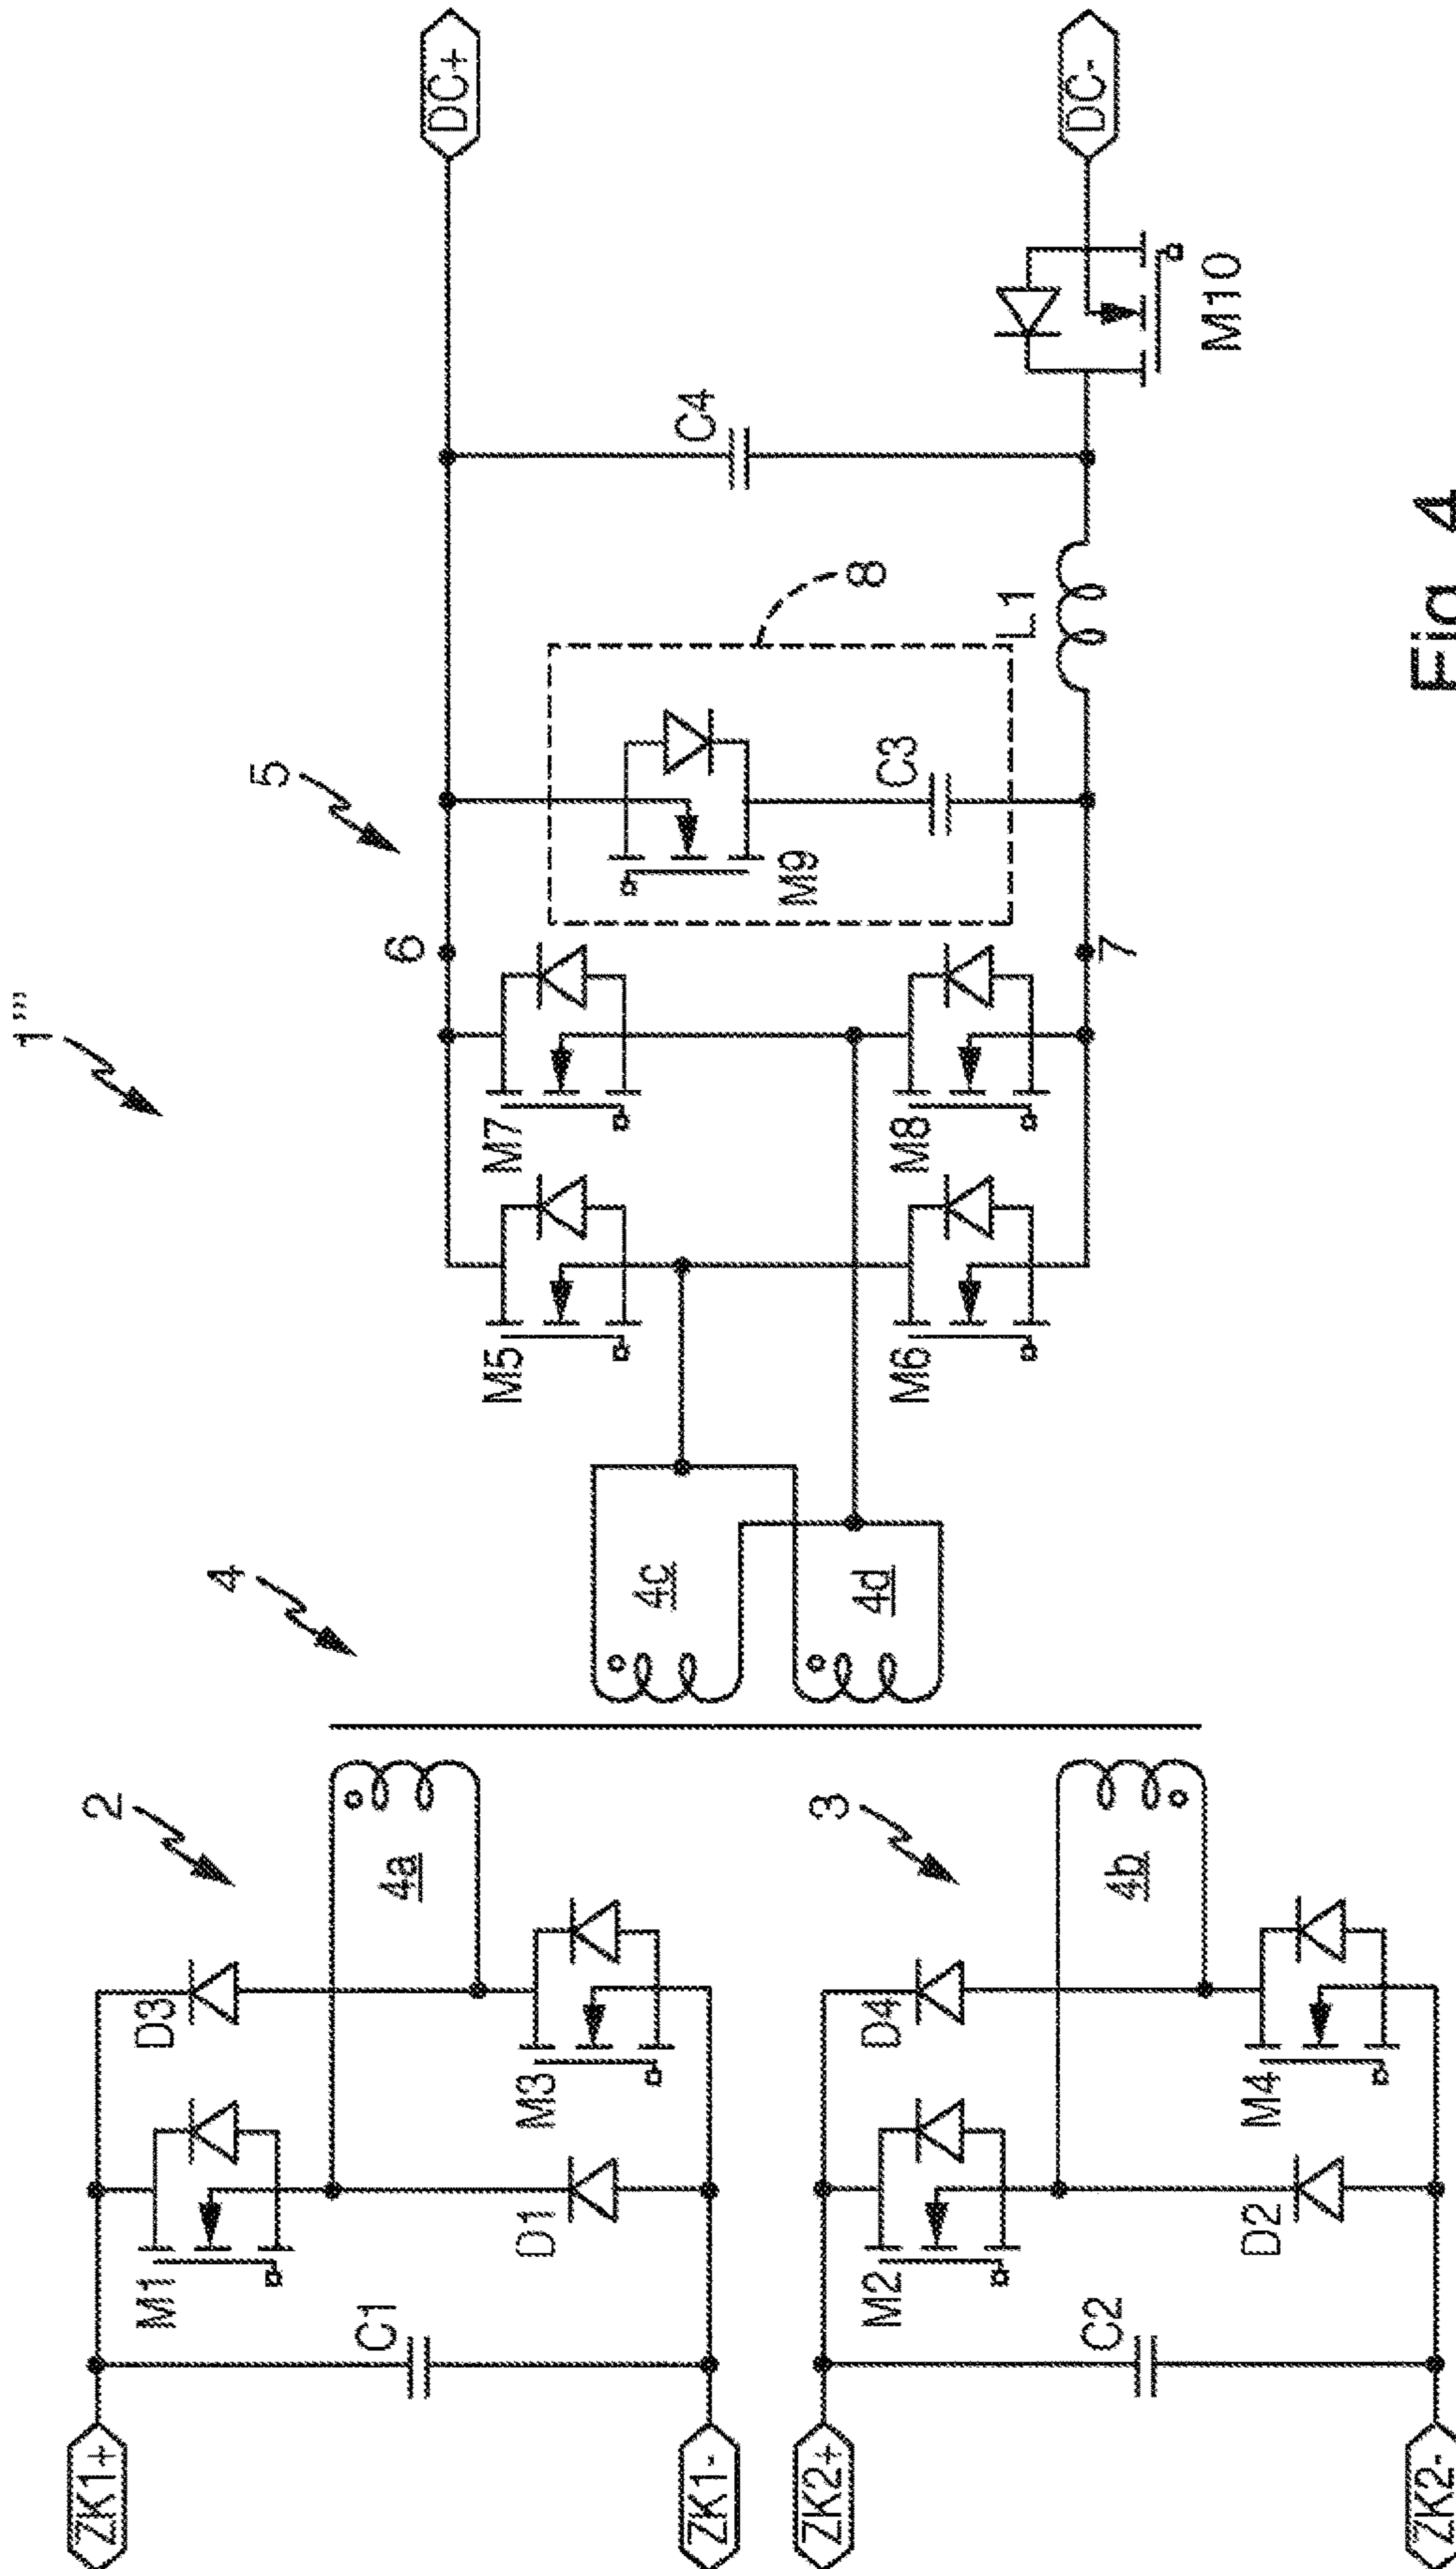 1'''
2
4
5
ZK1+
M1
D3
C1
4a
D1
M3
ZK1-
3
ZK2+
M2
D4
C2
4b
D2
M4
ZK2-
4c
4d
M5
M7
M6
M8
6
7
M9
C3
8
L1
C4
M10
DC+
DC-
Fig. 4